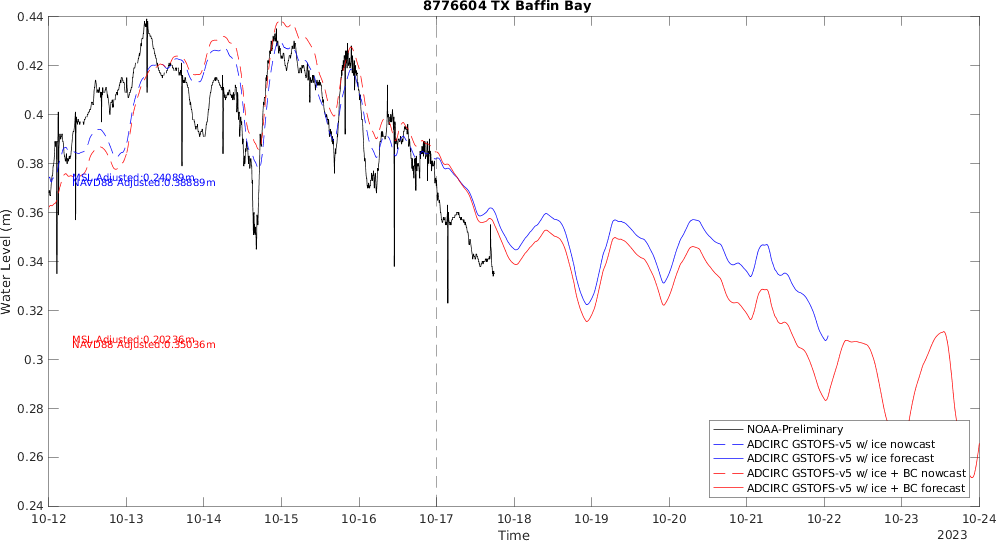 8776604 TX Baffin Bay
0.44
0.42
0.4
0.38
0.36
0.34
0.32
0.3
0.28
0.26
0.24
Water Level (m)
MSL Adjusted:0.24089m
NAVD88 Adjusted:0.38889m
MSL Adjusted:0.20236m
NAVD88 Adjusted:0.35036m
NOAA-Preliminary
ADCIRC GSTOFS-v5 w/ ice nowcast
ADCIRC GSTOFS-v5 w/ ice forecast
ADCIRC GSTOFS-v5 w/ ice + BC nowcast
ADCIRC GSTOFS-v5 w/ ice + BC forecast
10-12 10-13 10-14 10-15 10-16 10-17 10-18 10-19 10-20 10-21 10-22 10-23 10-24
Time
2023